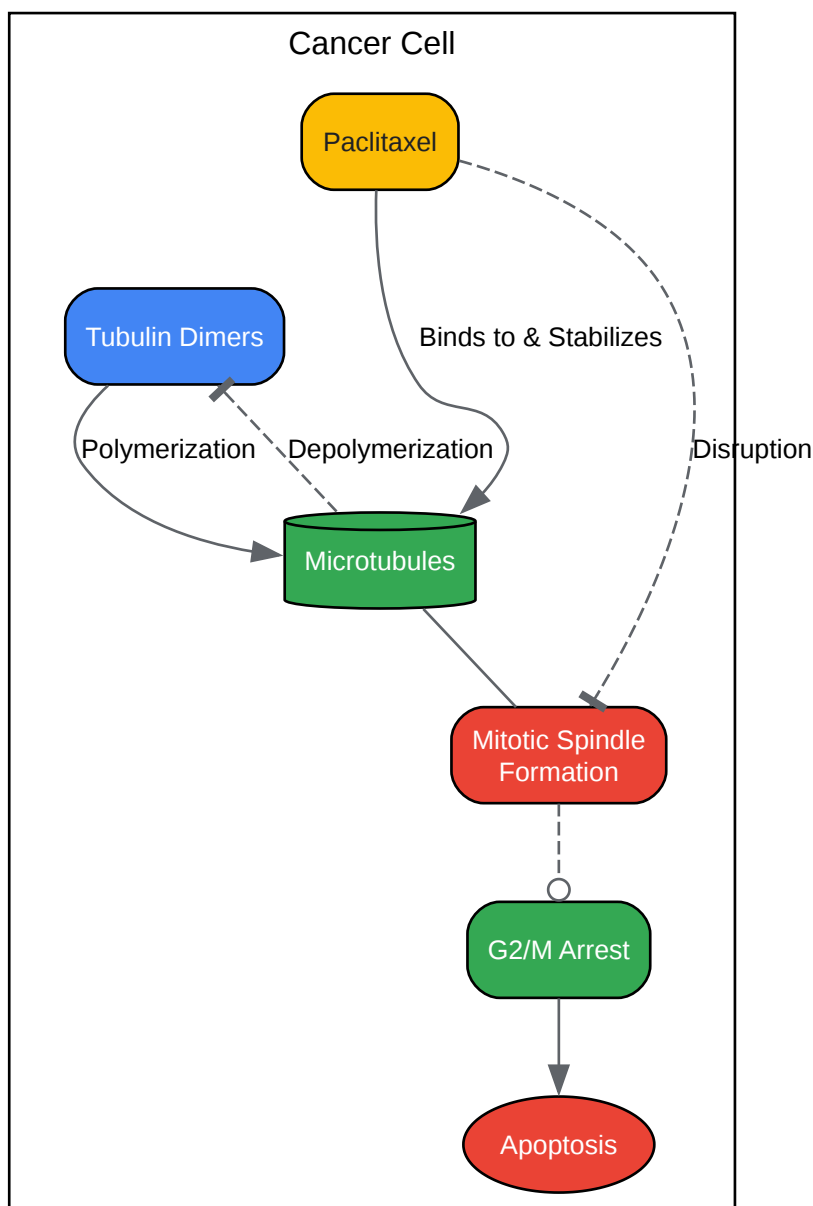 Cancer Cell
Paclitaxel
Tubulin Dimers
Binds to & Stabilizes
Polymerization
Depolymerization
Disruption
Microtubules
Mitotic Spindle
Formation
G2/M Arrest
Apoptosis